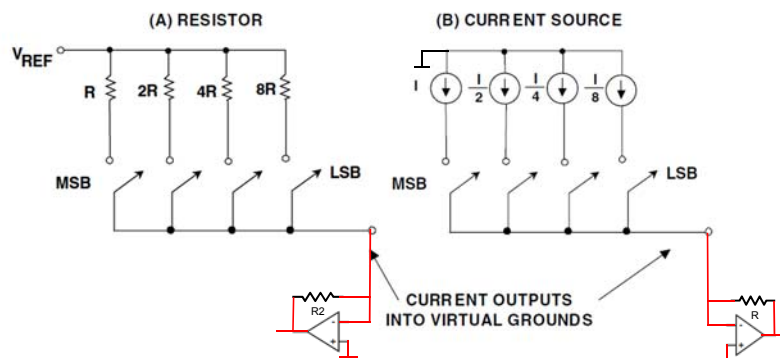 (A) RESISTOR
(B) CURRENT SOURCE
VREF
R 2R 4R 8R
I I/2 I/4 I/8
MSB LSB
MSB LSB
CURRENT OUTPUTS
INTO VIRTUAL GROUNDS
R2
- +
R
- +